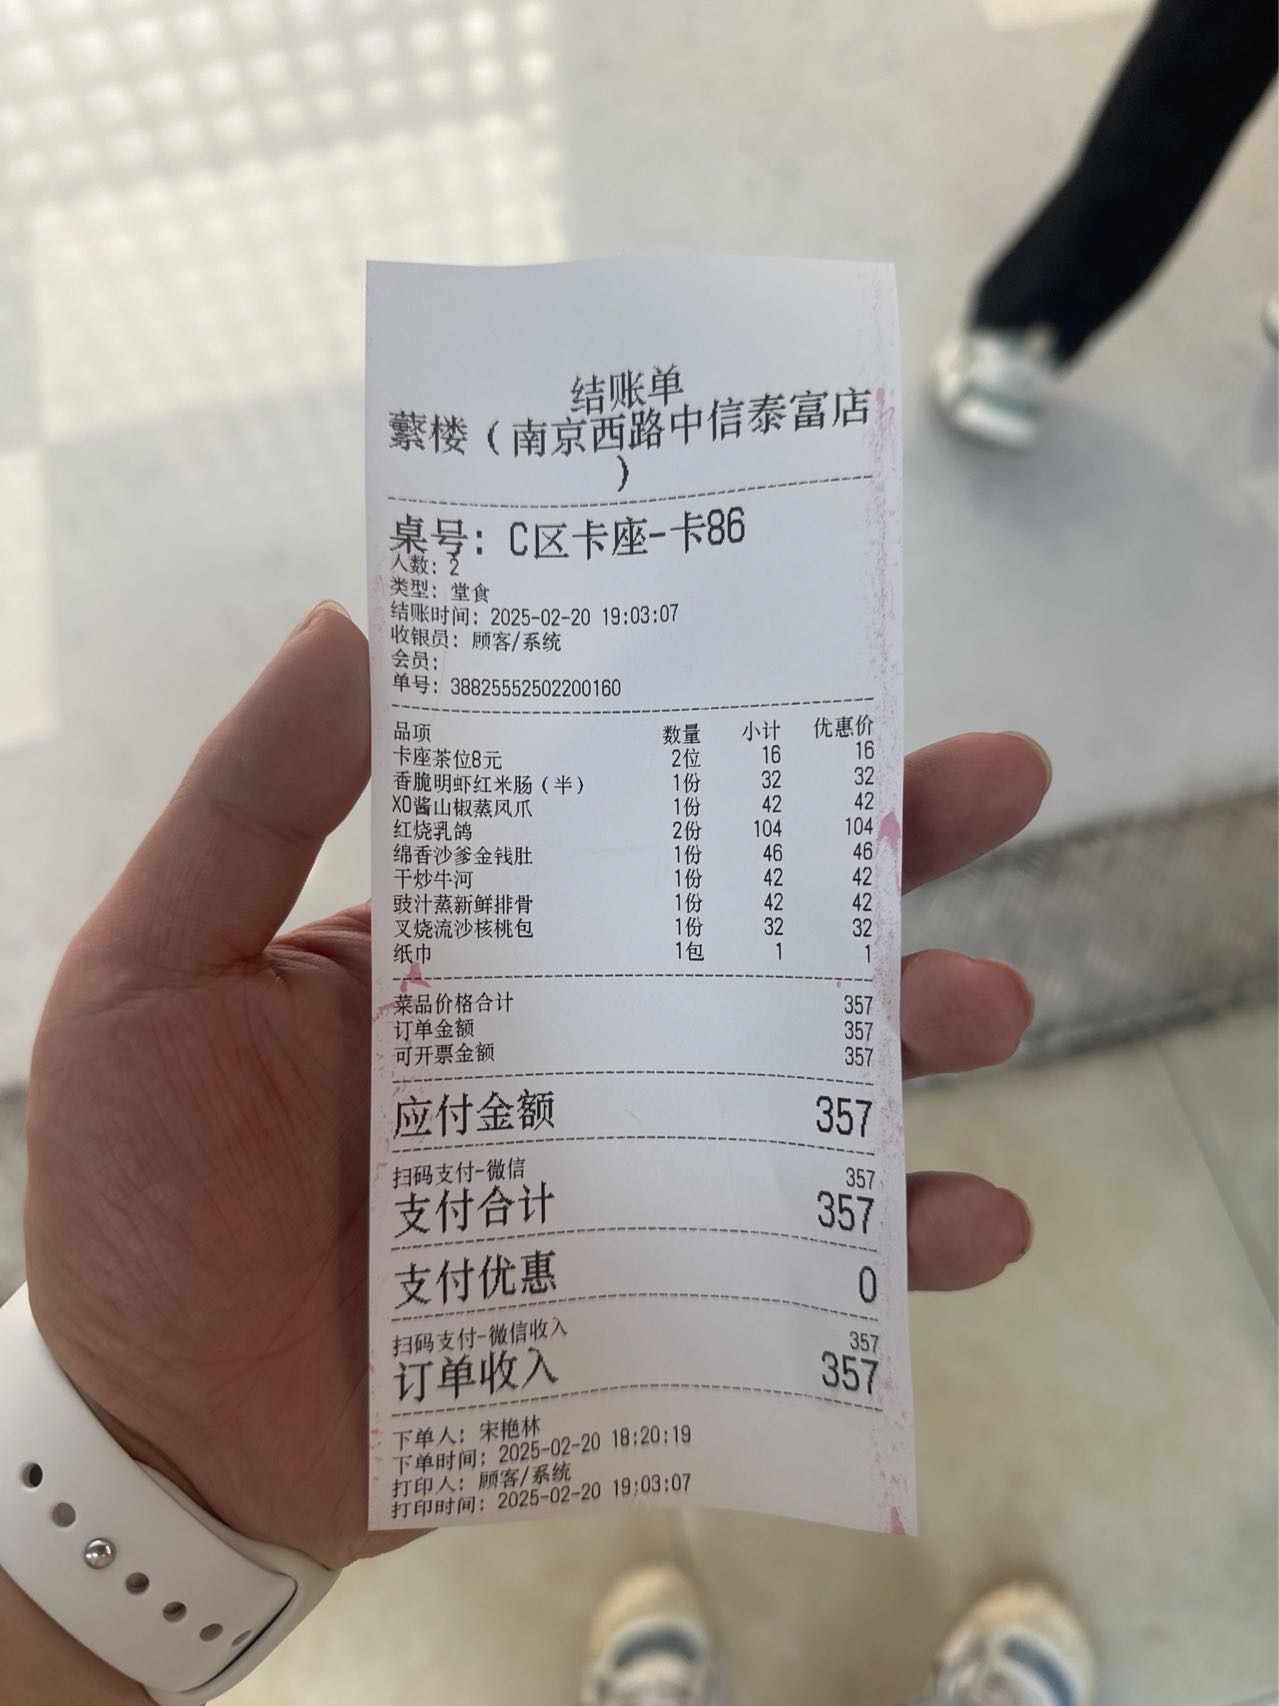 结账单
蘩楼（南京西路中信泰富店
）
桌号：C区卡座-卡86
人数：2
类型：堂食
结账时间：2025-02-20 19:03:07
收银员：顾客/系统
会员：
单号：38825552502200160
品项 数量 小计 优惠价
卡座茶位8元 2位 16 16
香脆明虾红米肠（半） 1份 32 32
XO酱山椒蒸凤爪 1份 42 42
红烧乳鸽 2份 104 104
绵香沙爹金钱肚 1份 46 46
干炒牛河 1份 42 42
豉汁蒸新鲜排骨 1份 42 42
叉烧流沙核桃包 1份 32 32
纸巾 1包 1 1
菜品价格合计 357
订单金额 357
可开票金额 357
应付金额 357
扫码支付-微信 357
支付合计 357
支付优惠 0
扫码支付-微信收入 357
订单收入 357
下单人：宋艳林
下单时间：2025-02-20 18:20:19
打印人：顾客/系统
打印时间：2025-02-20 19:03:07